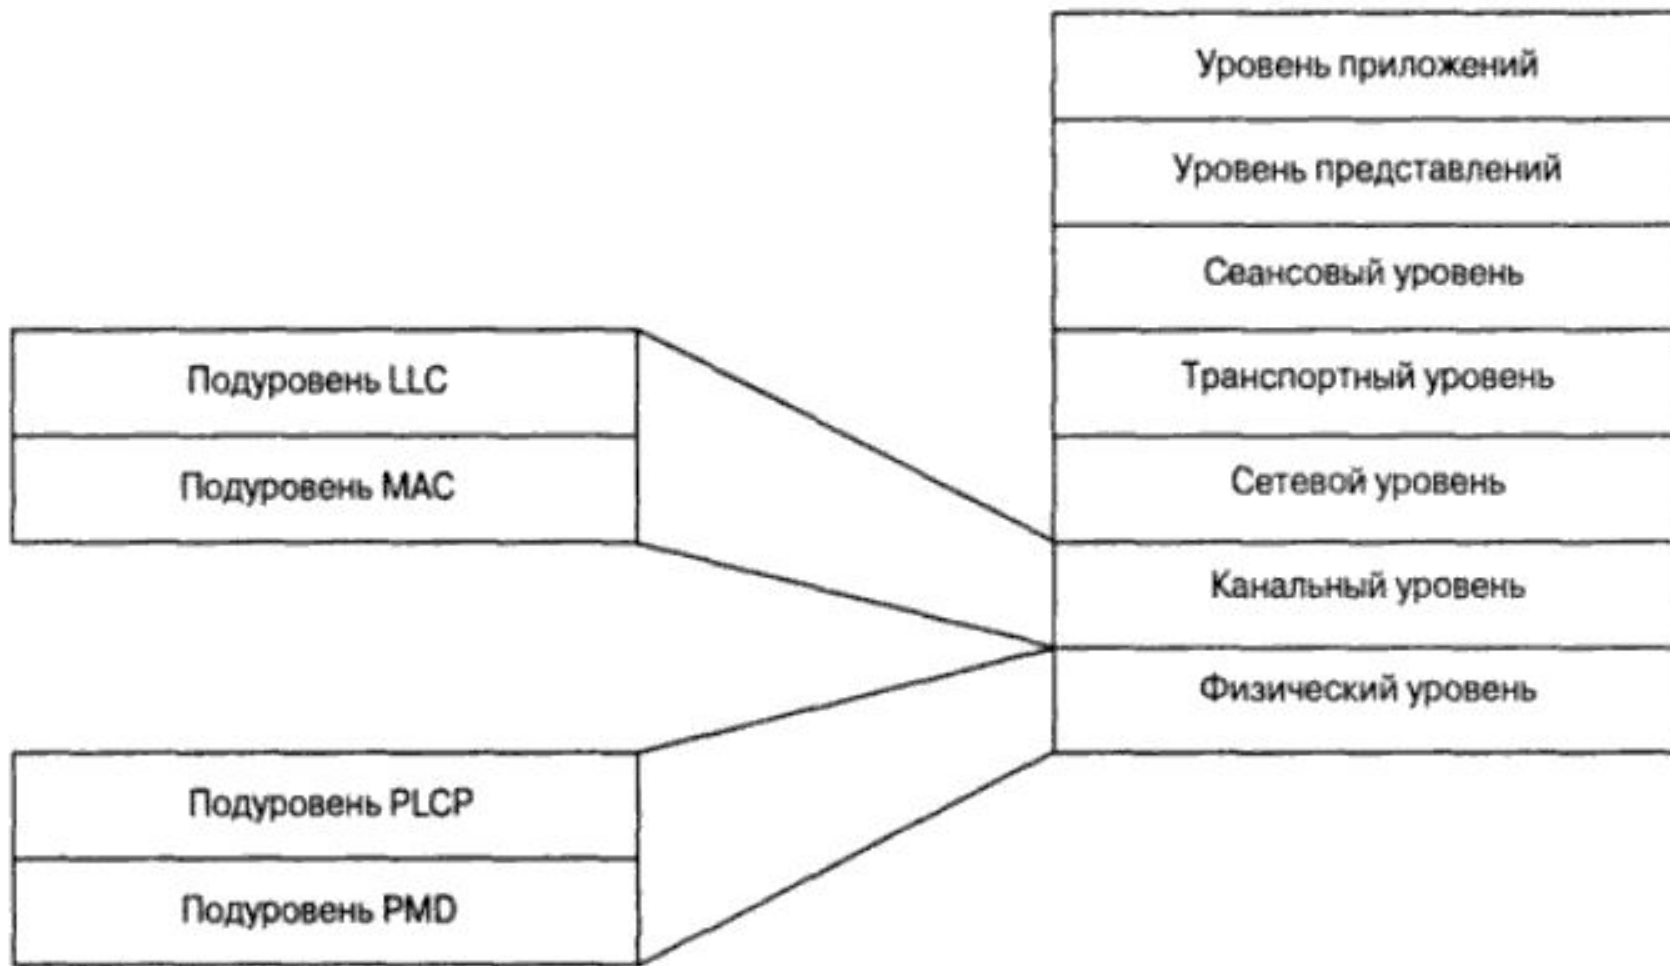 Уровень приложений
Уровень представлений
Сеансовый уровень
Транспортный уровень
Сетевой уровень
Канальный уровень
Физический уровень
Подуровень LLC
Подуровень MAC
Подуровень PLCP
Подуровень PMD